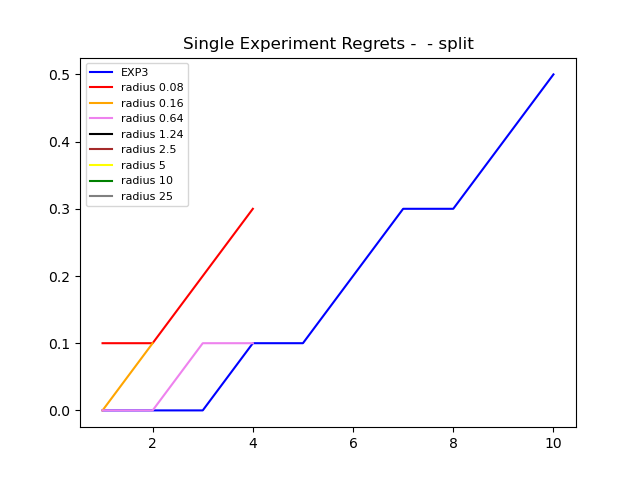 Single Experiment Regrets -  - split
EXP3
radius 0.08
radius 0.16
radius 0.64
radius 1.24
radius 2.5
radius 5
radius 10
radius 25
0.5
0.4
0.3
0.2
0.1
0.0
2 4 6 8 10